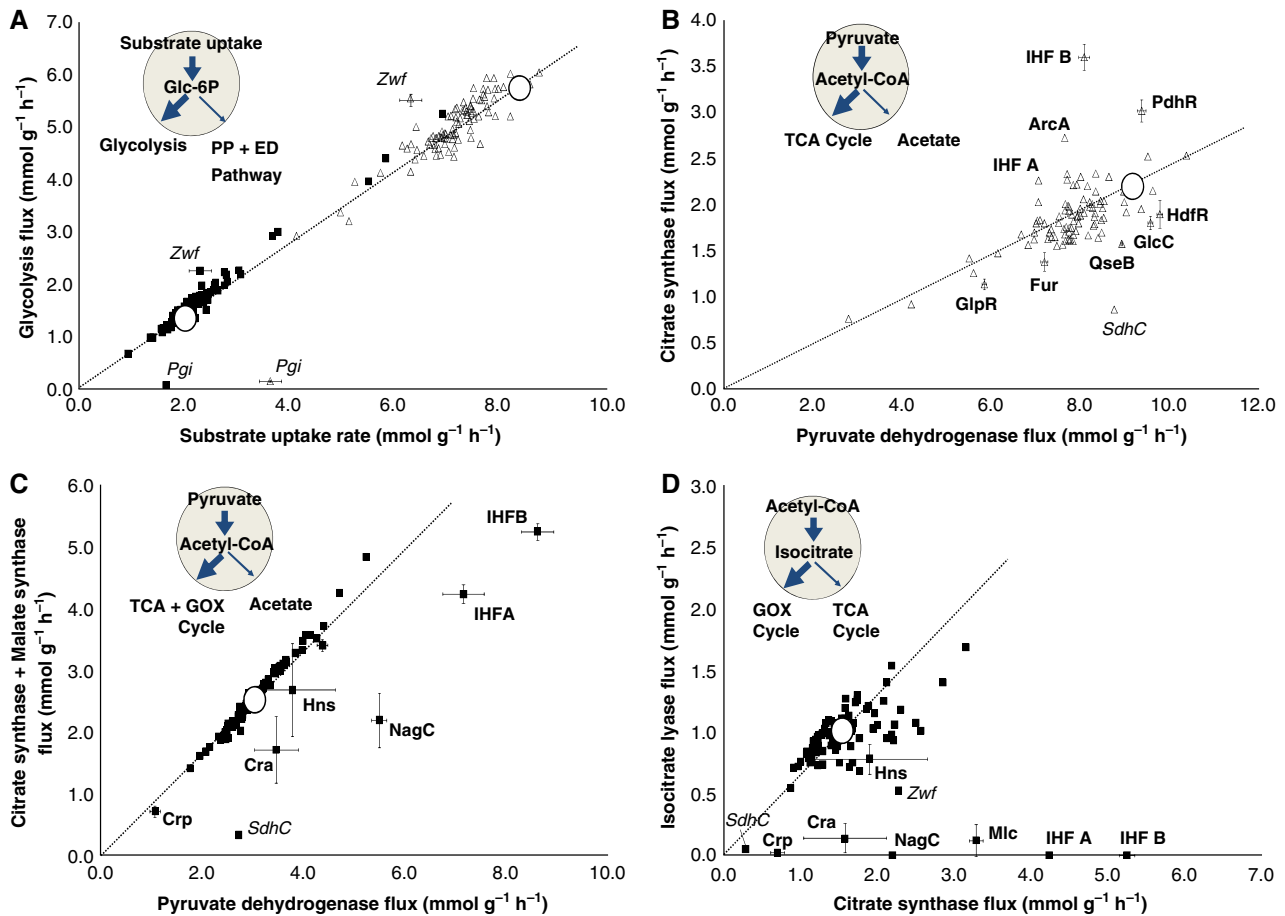 A
Glycolysis flux (mmol g⁻¹ h⁻¹)
7.0
6.0
5.0
4.0
3.0
2.0
1.0
0.0
Substrate uptake
Glc-6P
Glycolysis
PP + ED
Pathway
Zwf
Zwf
Pgi
Pgi
0.0 2.0 4.0 6.0 8.0 10.0
Substrate uptake rate (mmol g⁻¹ h⁻¹)
B
Citrate synthase flux (mmol g⁻¹ h⁻¹)
4.0
3.5
3.0
2.5
2.0
1.5
1.0
0.5
0.0
Pyruvate
Acetyl-CoA
TCA Cycle
Acetate
IHF B
PdhR
ArcA
IHF A
HdfR
GlcC
QseB
Fur
GlpR
SdhC
0.0 2.0 4.0 6.0 8.0 10.0 12.0
Pyruvate dehydrogenase flux (mmol g⁻¹ h⁻¹)
C
Citrate synthase + Malate synthase
flux (mmol g⁻¹ h⁻¹)
6.0
5.0
4.0
3.0
2.0
1.0
0.0
Pyruvate
Acetyl-CoA
TCA + GOX
Cycle
Acetate
IHFB
IHFA
Hns
NagC
Cra
Crp
SdhC
0.0 2.0 4.0 6.0 8.0 10.0
Pyruvate dehydrogenase flux (mmol g⁻¹ h⁻¹)
D
Isocitrate lyase flux (mmol g⁻¹ h⁻¹)
3.0
2.5
2.0
1.5
1.0
0.5
0.0
Acetyl-CoA
Isocitrate
GOX
Cycle
TCA
Cycle
Hns
Zwf
SdhC
Crp
Cra
NagC
Mlc
IHF A
IHF B
1.0 2.0 3.0 4.0 5.0 6.0 7.0
Citrate synthase flux (mmol g⁻¹ h⁻¹)